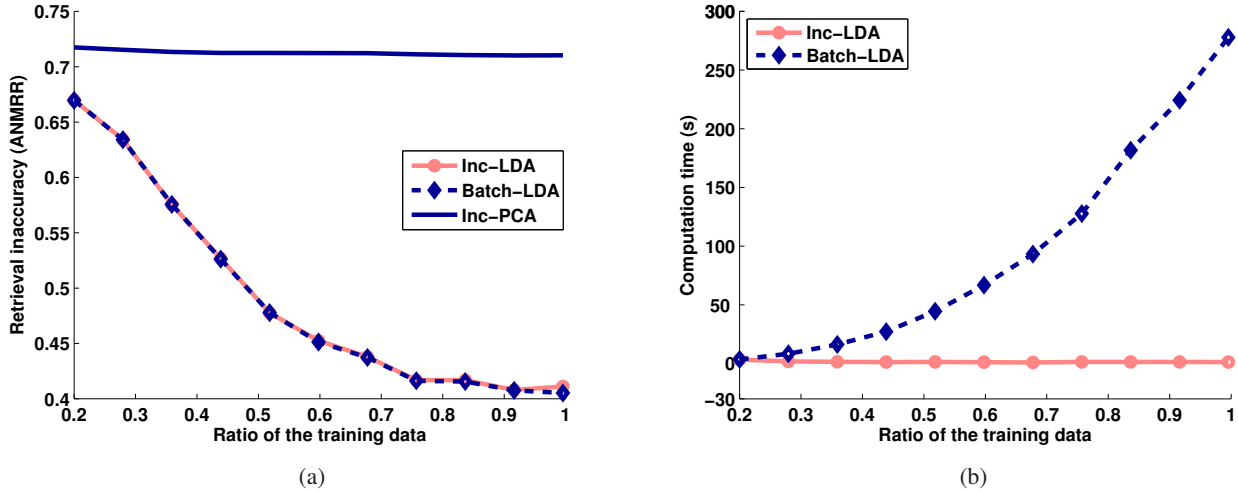 Retrieval inaccuracy (ANMRR)
0.75
0.7
0.65
0.6
0.55
0.5
0.45
0.4
Inc−LDA
Batch−LDA
Inc−PCA
0.2 0.3 0.4 0.5 0.6 0.7 0.8 0.9 1
Ratio of the training data
(a)
Computation time (s)
300
250
200
150
100
50
0
−30
Inc−LDA
Batch−LDA
0.2 0.3 0.4 0.5 0.6 0.7 0.8 0.9 1
Ratio of the training data
(b)